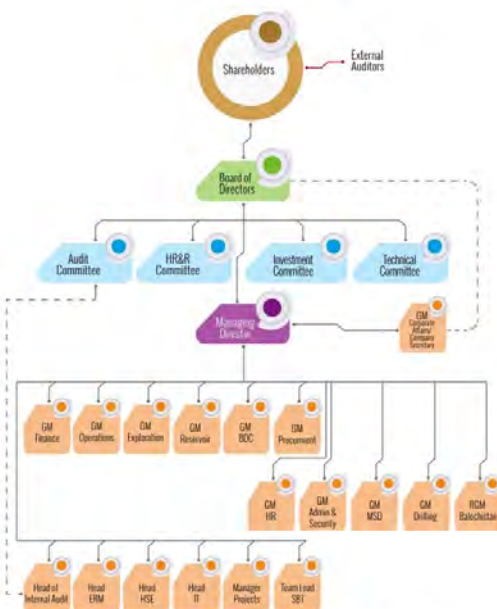 Shareholders
External
Auditors
Board of
Directors
Audit
Committee
HR&R
Committee
Investment
Committee
Technical
Committee
Managing
Director
GM
Corporate
Affairs/
Company
Secretary
GM
Finance
GM
Operations
GM
Exploration
GM
Reservoir
GM
BDC
GM
Procurement
GM
HR
GM
Admin &
Security
GM
MSD
GM
Drilling
RGM
Balochistan
Head of
Internal Audit
Head
ERM
Head
HSE
Head
IT
Manager
Projects
Team Lead
SBT